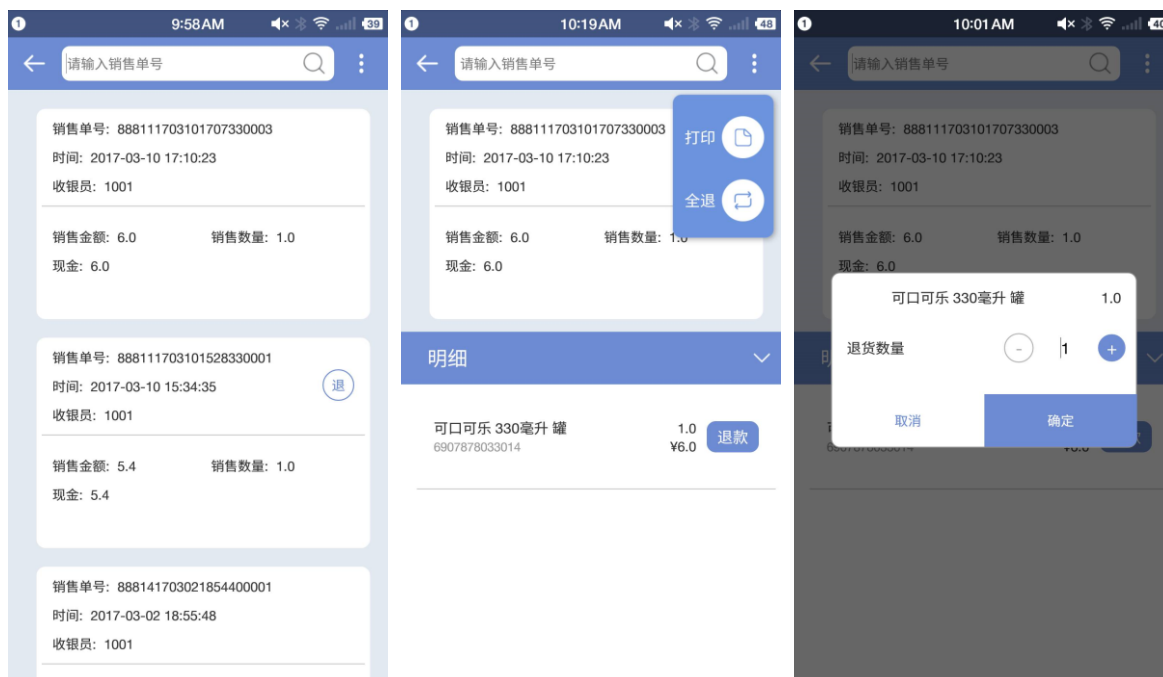 1 9:58AM 39
请输入销售单号
销售单号: 888111703101707330003
时间: 2017-03-10 17:10:23
收银员: 1001
销售金额: 6.0 销售数量: 1.0
现金: 6.0
销售单号: 888111703101528330001
时间: 2017-03-10 15:34:35
退
收银员: 1001
销售金额: 5.4 销售数量: 1.0
现金: 5.4
销售单号: 888141703021854400001
时间: 2017-03-02 18:55:48
收银员: 1001
1 10:19AM 48
请输入销售单号
销售单号: 888111703101707330003
打印
时间: 2017-03-10 17:10:23
收银员: 1001
全退
销售金额: 6.0 销售数量: 1.0
现金: 6.0
明细
可口可乐 330毫升 罐 1.0
6907878033014 ¥6.0
退款
1 10:01AM 40
请输入销售单号
销售单号: 888111703101707330003
时间: 2017-03-10 17:10:23
收银员: 1001
销售金额: 6.0 销售数量: 1.0
现金: 6.0
可口可乐 330毫升 罐 1.0
退货数量 - 1 +
取消 确定
6907878033014 ¥6.0